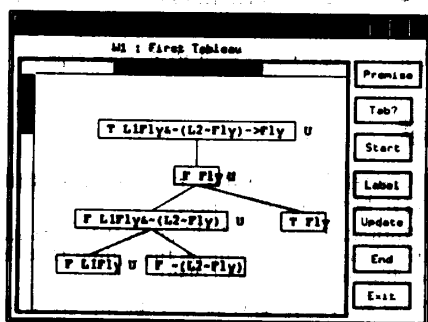 W1 : First Tableau
Premise
Tab?
Start
Label
Update
End
Exit
T L1Fly&~(L2~Fly)->Fly U
F Fly U
F L1Fly&~(L2~Fly) U
T Fly
F L1Fly U
F ~(L2~Fly)